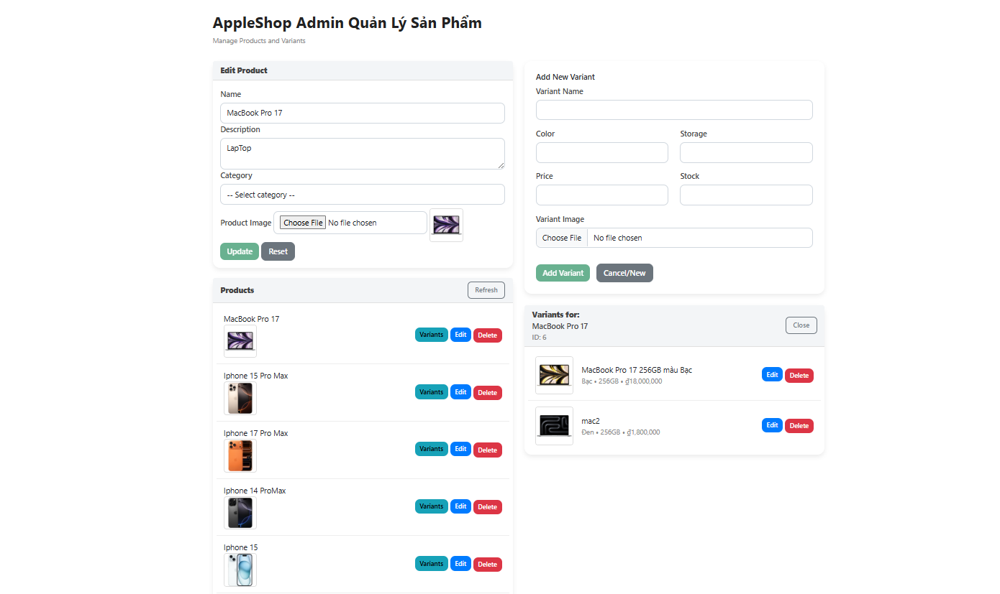 AppleShop Admin Quản Lý Sản Phẩm
Manage Products and Variants
Edit Product
Name
MacBook Pro 17
Description
LapTop
Category
-- Select category --
Product Image Choose File No file chosen
Update Reset
Products Refresh
MacBook Pro 17
Variants Edit Delete
Iphone 15 Pro Max
Variants Edit Delete
Iphone 17 Pro Max
Variants Edit Delete
Iphone 14 ProMax
Variants Edit Delete
Iphone 15
Variants Edit Delete
Add New Variant
Variant Name
Color Storage
Price Stock
Variant Image
Choose File No file chosen
Add Variant Cancel/New
Variants for:
MacBook Pro 17
ID: 6
Close
MacBook Pro 17 256GB màu Bạc
Bạc • 256GB • ₫18,000,000
Edit Delete
mac2
Đen • 256GB • ₫1,800,000
Edit Delete